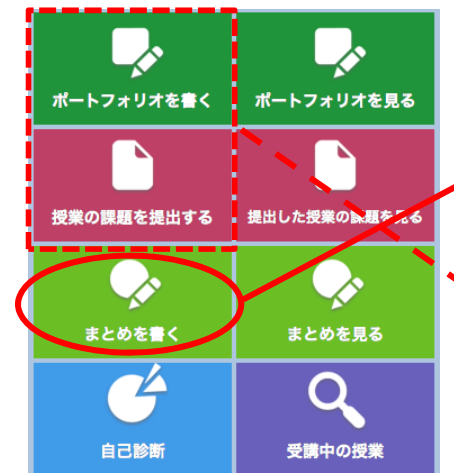 ポートフォリオを書く
ポートフォリオを見る
授業の課題を提出する
提出した授業の課題を見る
まとめを書く
まとめを見る
自己診断
受講中の授業